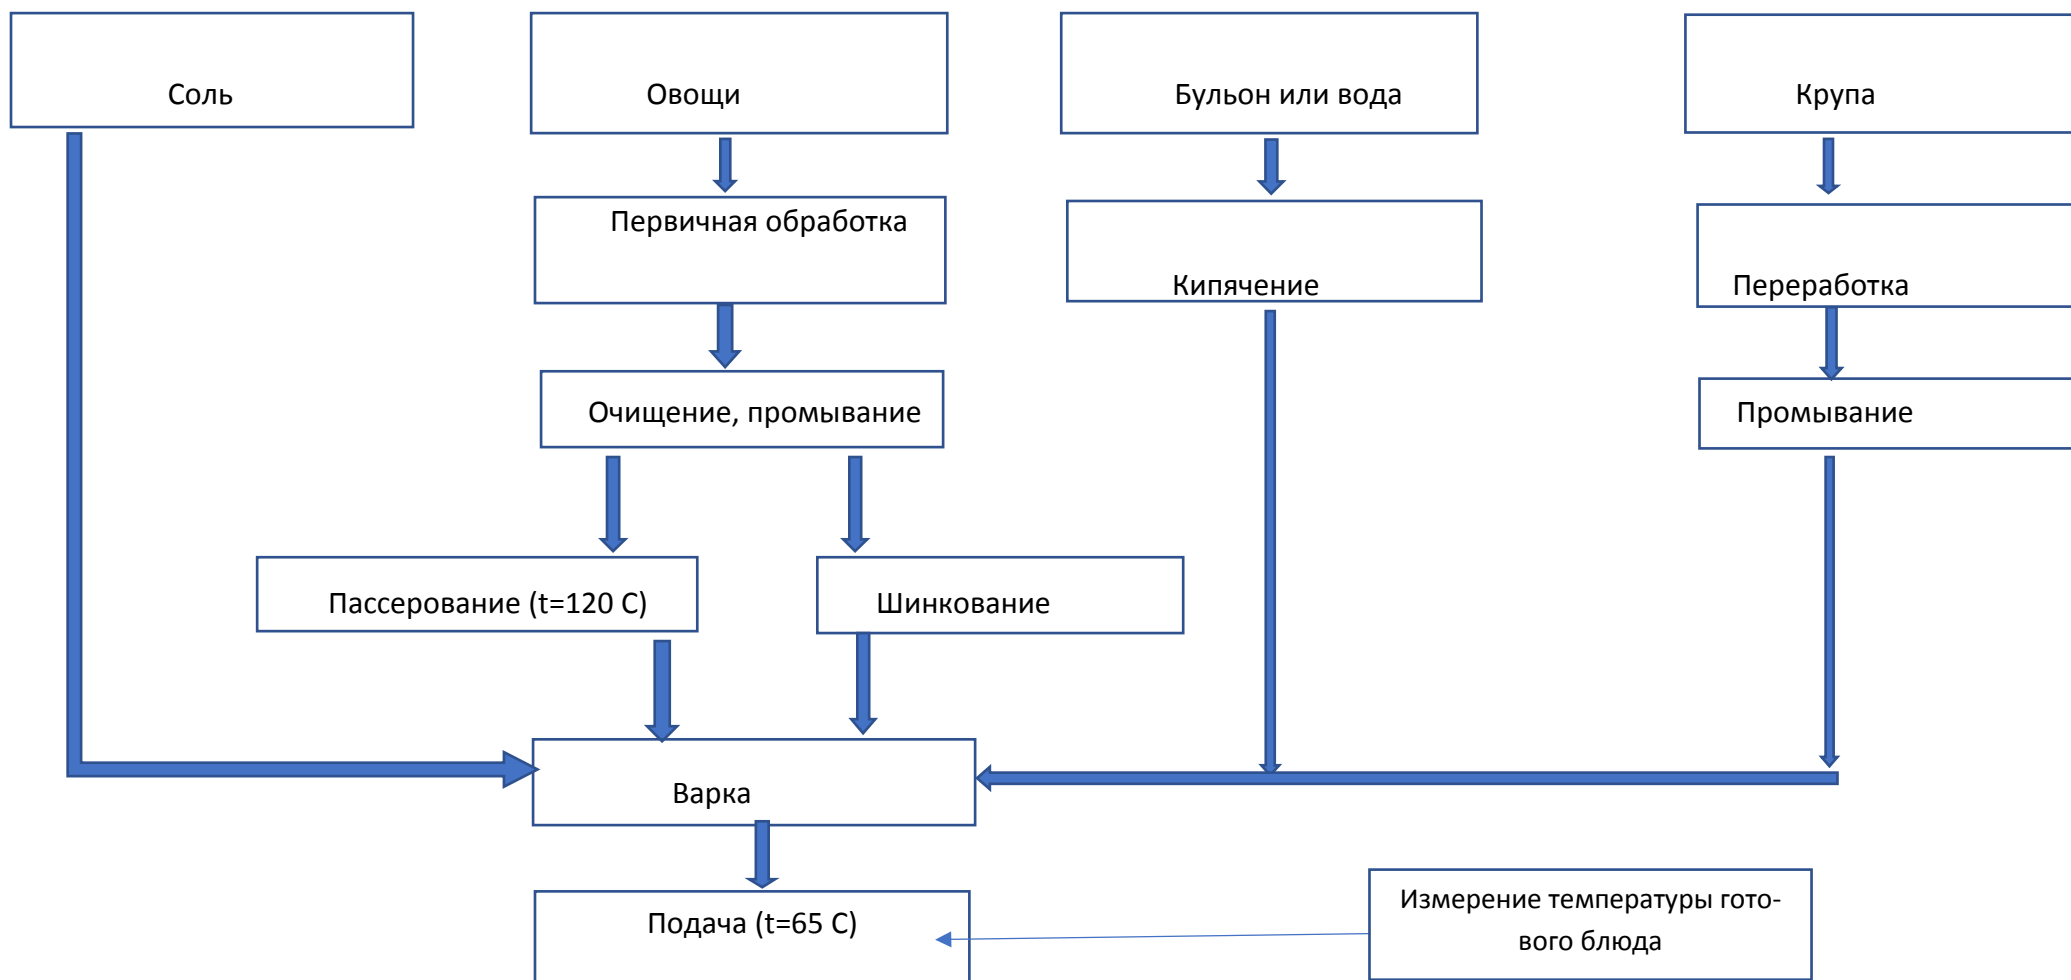 Соль
Овощи
Бульон или вода
Крупа
Первичная обработка
Кипячение
Переработка
Очищение, промывание
Промывание
Пассерование (t=120 C)
Шинкование
Варка
Подача (t=65 C)
Измерение температуры гото-
вого блюда